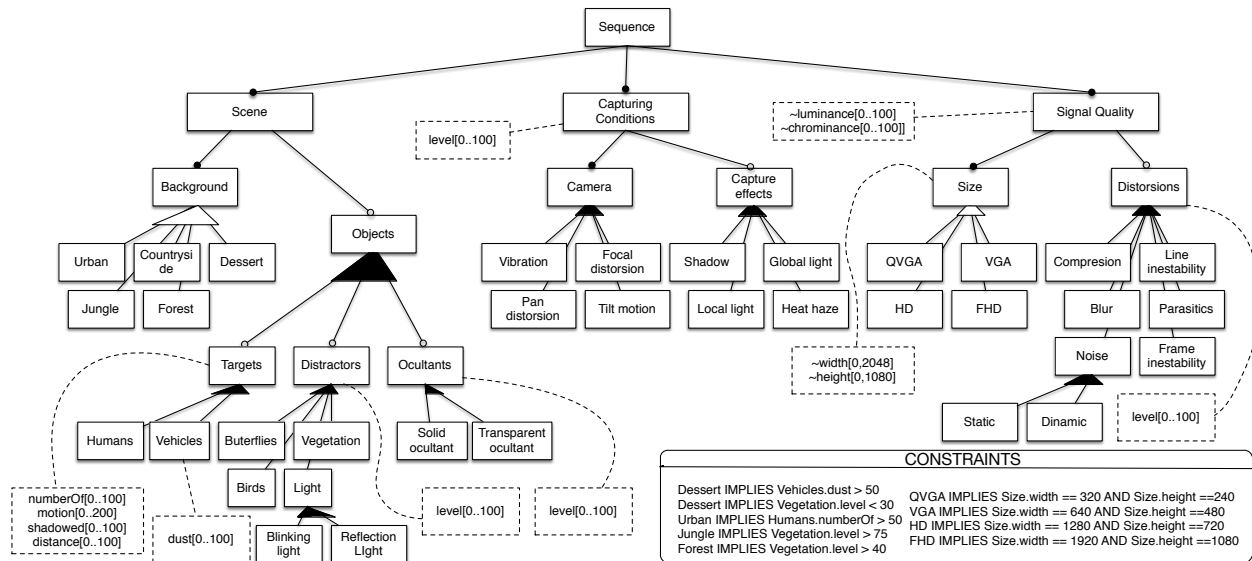 Sequence
Scene
Capturing
Conditions
Signal Quality
level[0..100]
~luminance[0..100]
~chrominance[0..100]]
Background
Objects
Camera
Capture
effects
Size
Distorsions
Urban
Countrysi
de
Dessert
Jungle
Forest
Vibration
Focal
distorsion
Pan
distorsion
Tilt motion
Shadow
Global light
Local light
Heat haze
QVGA
VGA
HD
FHD
Compresion
Line
inestability
Blur
Parasitics
Noise
Frame
inestability
Static
Dinamic
Targets
Distractors
Ocultants
~width[0,2048]
~height[0,1080]
level[0..100]
Humans
Vehicles
Buterflies
Vegetation
Solid
ocultant
Transparent
ocultant
Birds
Light
Blinking
light
Reflection
LIght
numberOf[0..100]
motion[0..200]
shadowed[0..100]
distance[0..100]
dust[0..100]
level[0..100]
level[0..100]
CONSTRAINTS
Dessert IMPLIES Vehicles.dust > 50
Dessert IMPLIES Vegetation.level < 30
Urban IMPLIES Humans.numberOf > 50
Jungle IMPLIES Vegetation.level > 75
Forest IMPLIES Vegetation.level > 40
QVGA IMPLIES Size.width == 320 AND Size.height ==240
VGA IMPLIES Size.width == 640 AND Size.height ==480
HD IMPLIES Size.width == 1280 AND Size.height ==720
FHD IMPLIES Size.width == 1920 AND Size.height ==1080